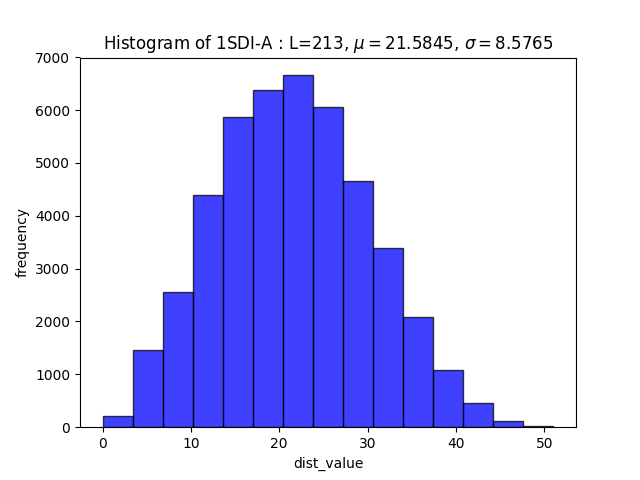 Histogram of 1SDI-A : L=213, μ = 21.5845, σ = 8.5765
7000
6000
5000
4000
3000
2000
1000
0
frequency
0 10 20 30 40 50
dist_value